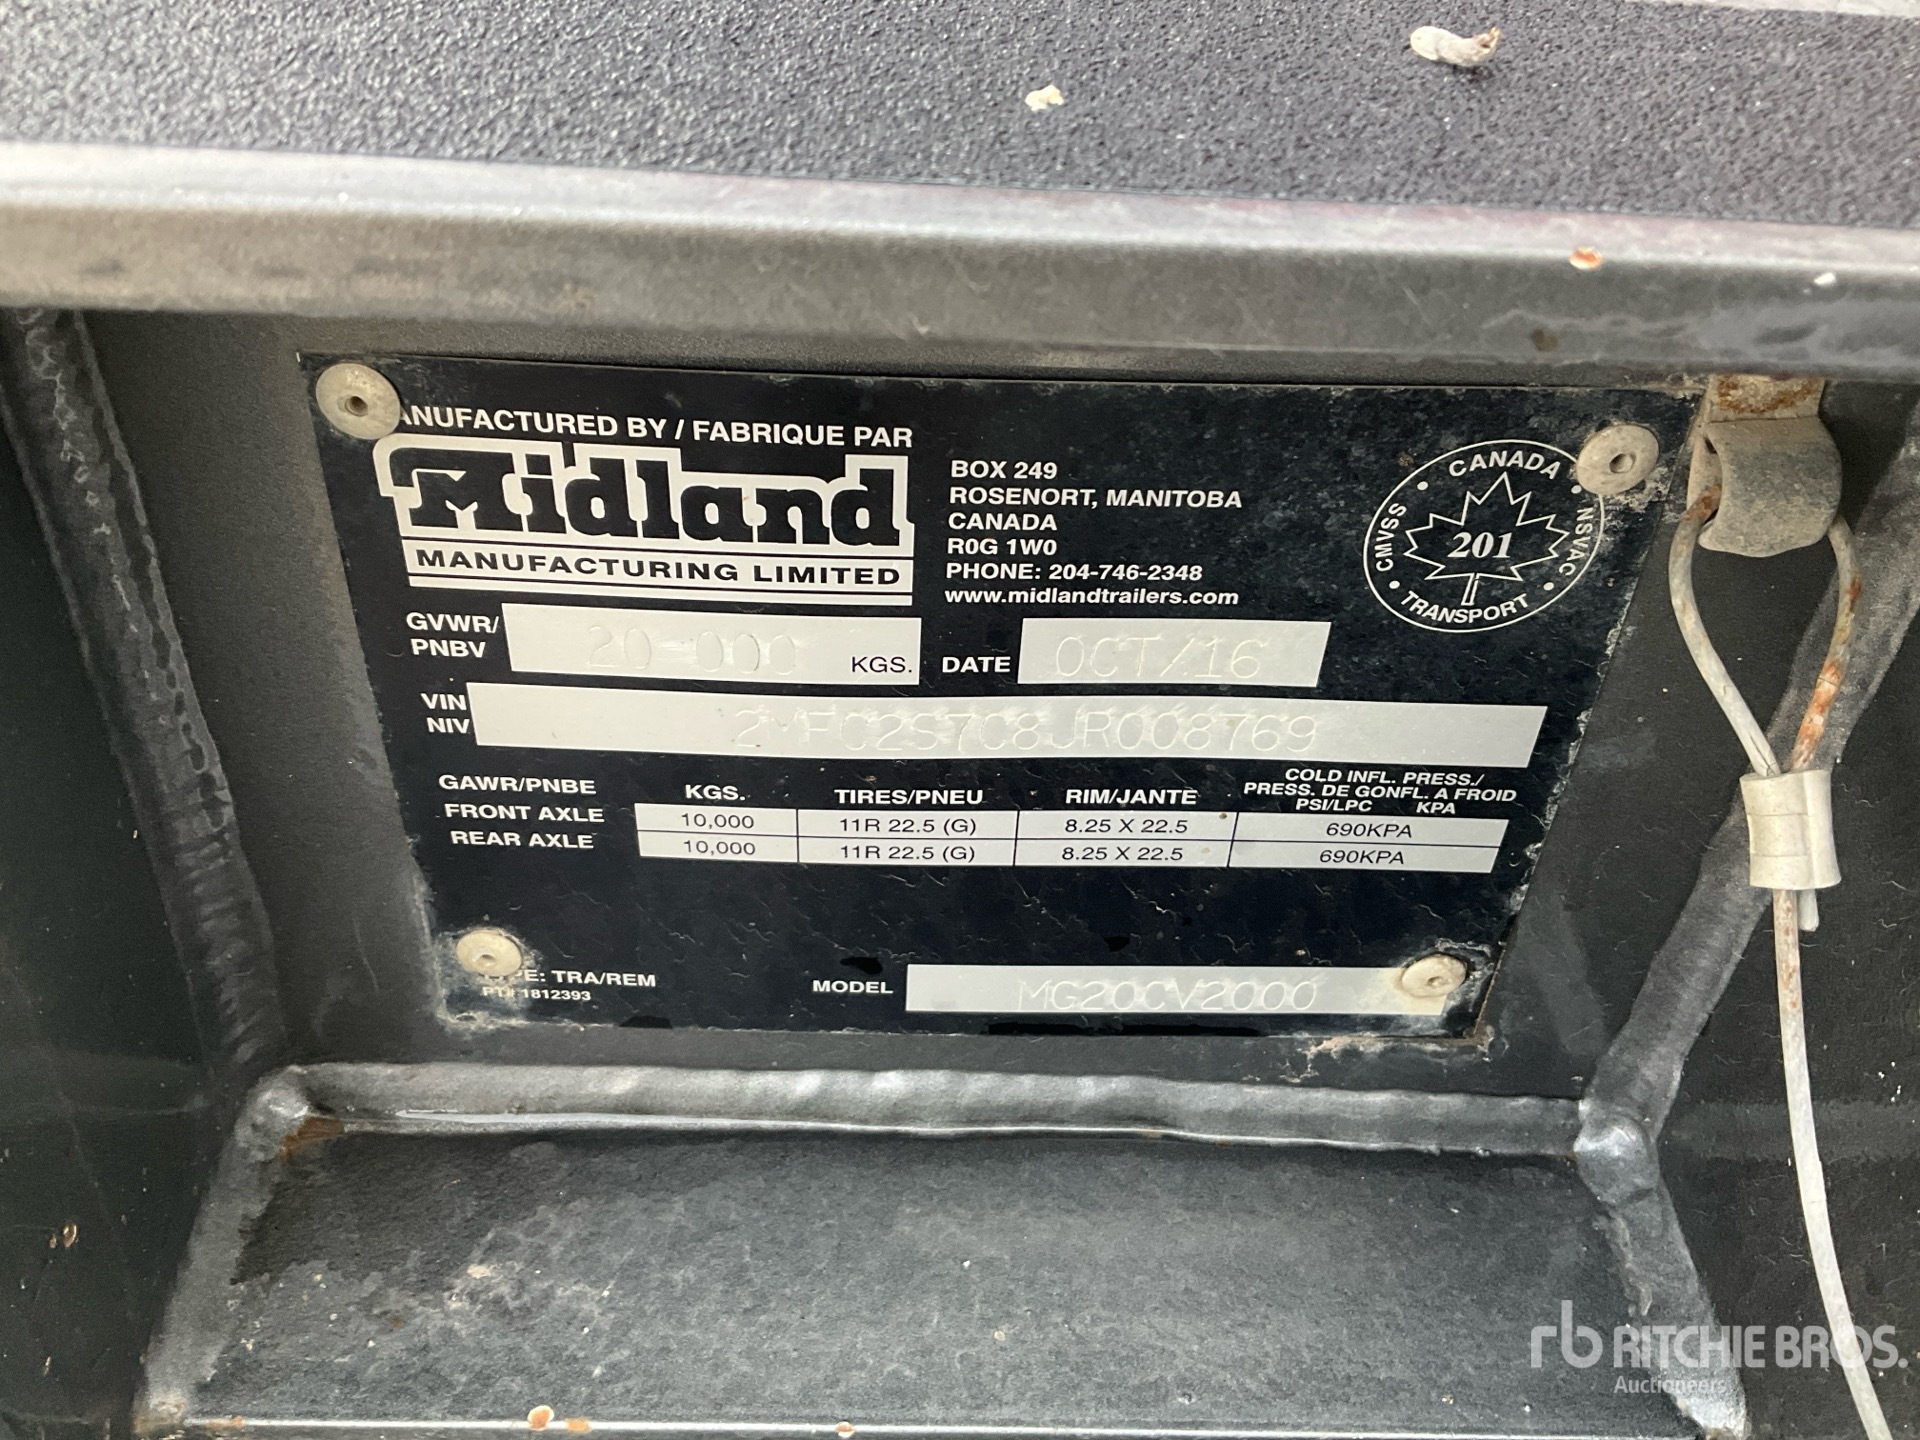 ANUFACTURED BY / FABRIQUE PAR
Midland
MANUFACTURING LIMITED
BOX 249
ROSENORT, MANITOBA
CANADA
R0G 1W0
PHONE: 204-746-2348
www.midlandtrailers.com
CANADA · NSVAC · TRANSPORT · CMVSS ·
201
GVWR/
PNBV
20-000 KGS.
DATE OCT/16
VIN
NIV
2MFC2S7C8JR008769
GAWR/PNBE KGS. TIRES/PNEU RIM/JANTE COLD INFL. PRESS./
PRESS. DE GONFL. A FROID
PSI/LPC KPA
FRONT AXLE 10,000 11R 22.5 (G) 8.25 X 22.5 690KPA
REAR AXLE 10,000 11R 22.5 (G) 8.25 X 22.5 690KPA
TYPE: TRA/REM
PT# 1812393
MODEL MG20CV2000
rb RITCHIE BROS.
Auctioneers